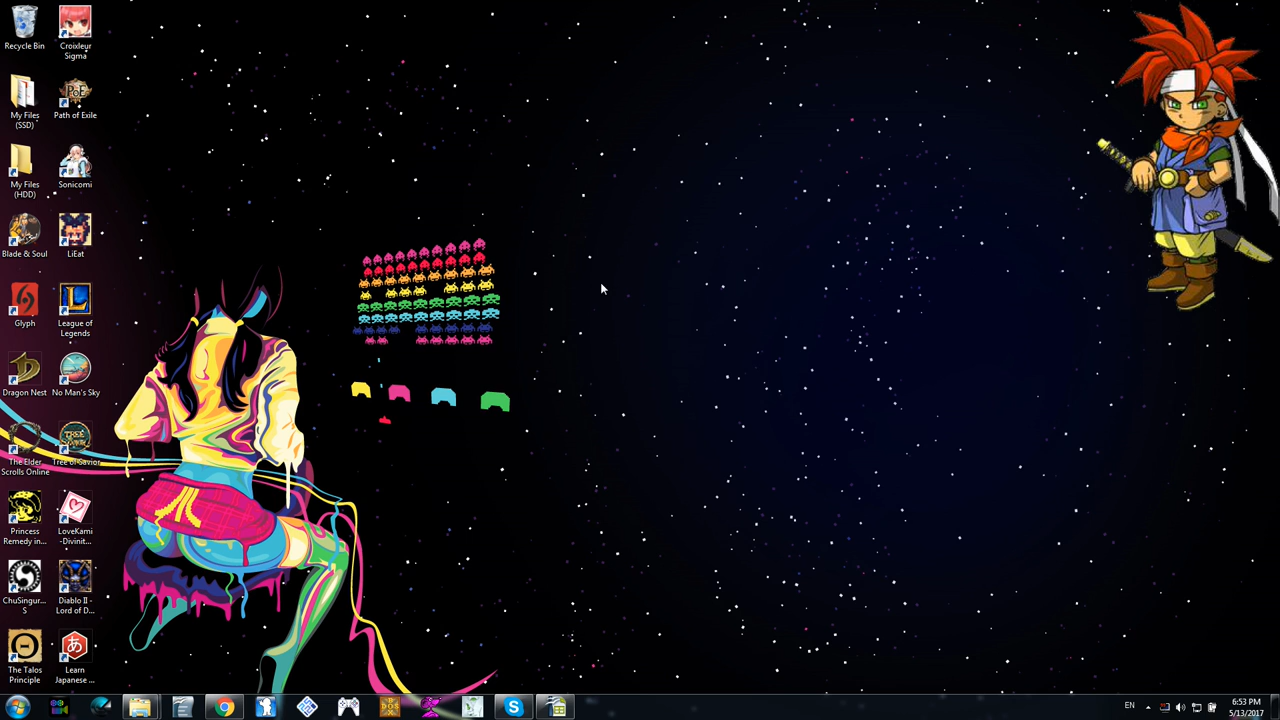 Recycle Bin
Croixleur
Sigma
My Files
(SSD)
Path of Exile
My Files
(HDD)
Sonicomi
Blade & Soul
LiEat
Glyph
League of
Legends
Dragon Nest
No Man's Sky
The Elder
Scrolls Online
Tree of Savior
Princess
Remedy in...
LoveKami
-Divinit...
ChuSingur...
S
Diablo II -
Lord of D...
The Talos
Principle
あ
Learn
Japanese ...
EN
6:53 PM
5/13/2017